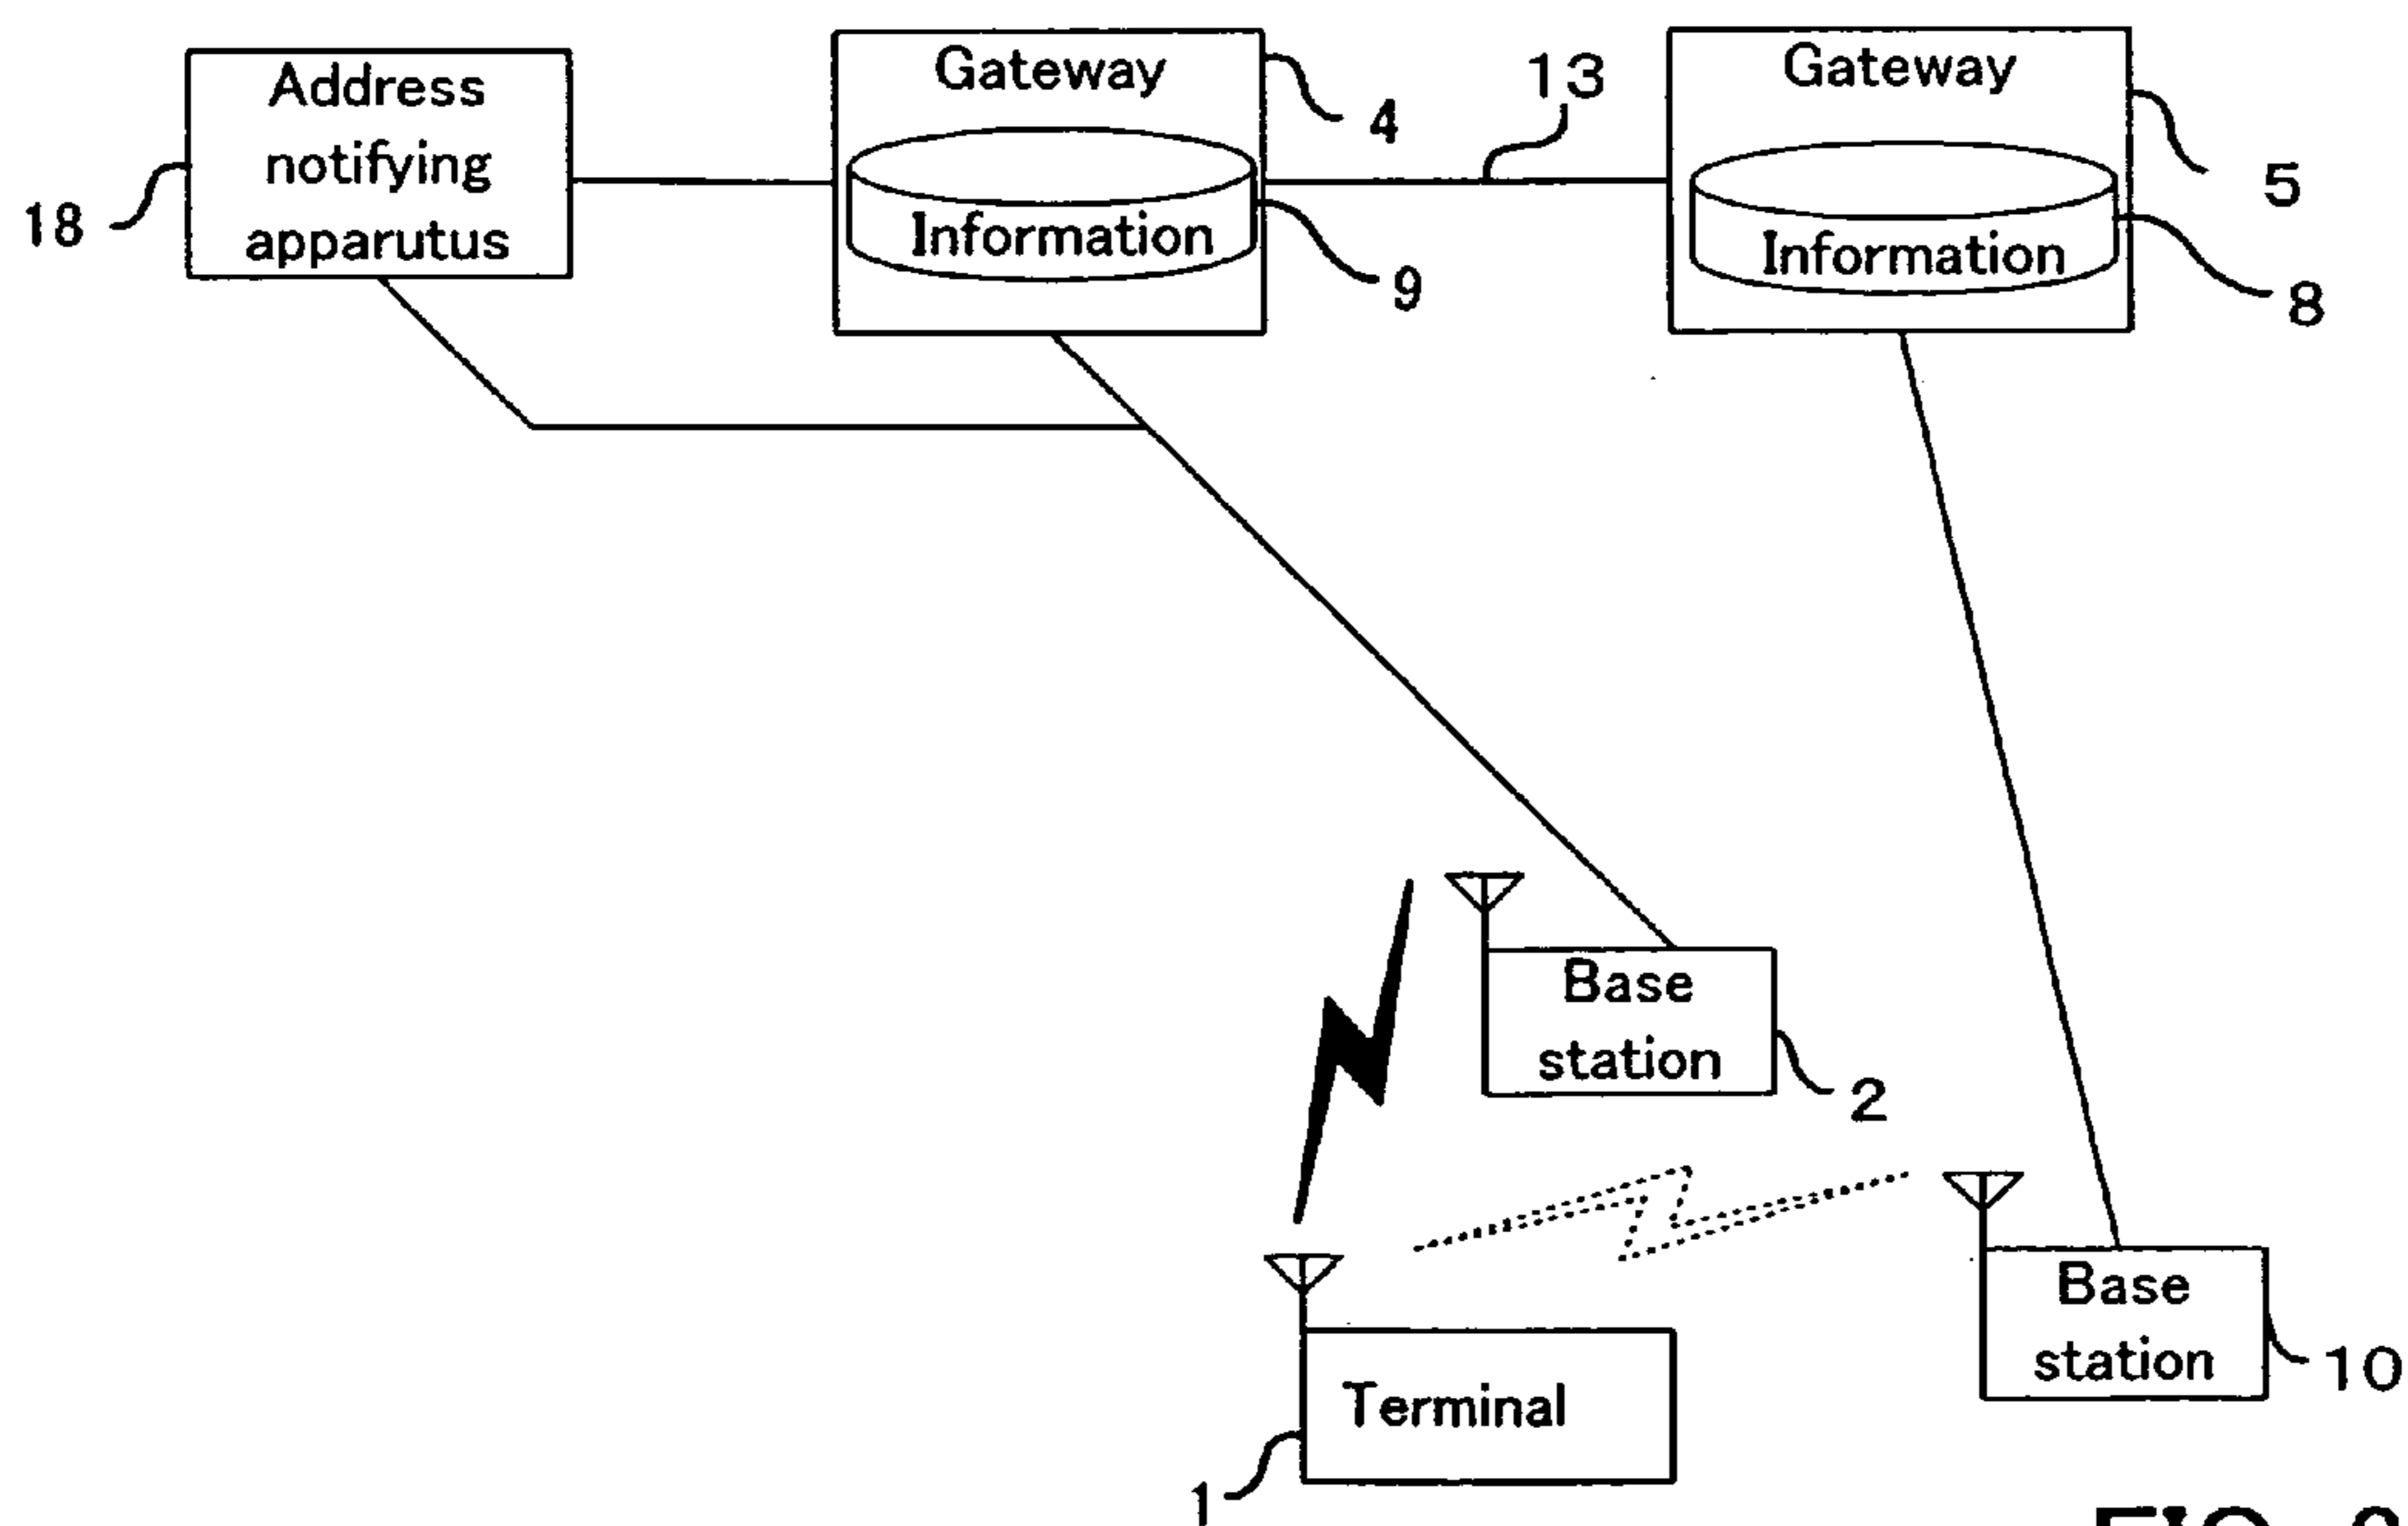 Address
notifying
apparutus
18
Gateway
4
Information
9
13
Gateway
5
Information
8
Base
station
2
Base
station
10
Terminal
1